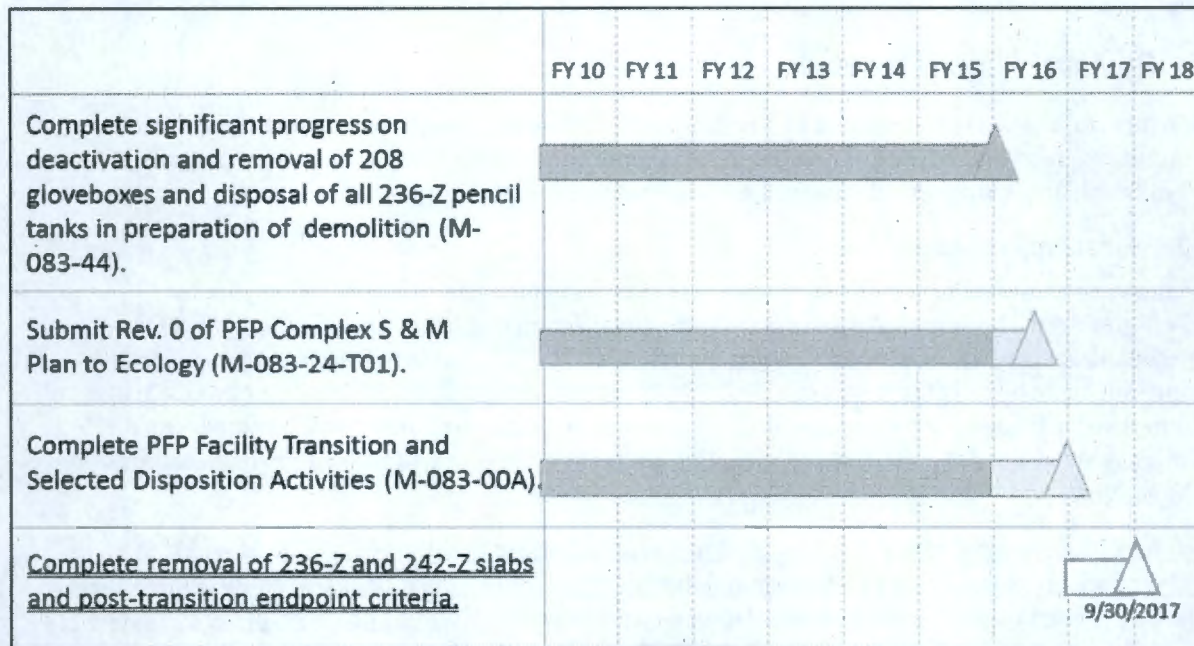 FY 10 FY 11 FY 12 FY 13 FY 14 FY 15 FY 16 FY 17 FY 18
Complete significant progress on
deactivation and removal of 208
gloveboxes and disposal of all 236-Z pencil
tanks in preparation of demolition (M-
083-44).
Submit Rev. 0 of PFP Complex S & M
Plan to Ecology (M-083-24-T01).
Complete PFP Facility Transition and
Selected Disposition Activities (M-083-00A).
Complete removal of 236-Z and 242-Z slabs
and post-transition endpoint criteria.
9/30/2017